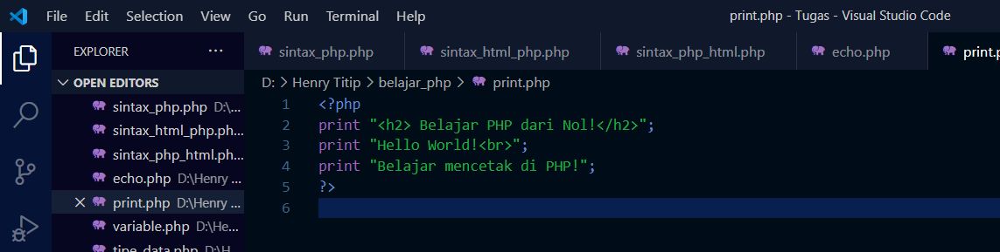 File Edit Selection View Go Run Terminal Help print.php - Tugas - Visual Studio Code
EXPLORER ··· sintax_php.php sintax_html_php.php sintax_php_html.php echo.php print.p
OPEN EDITORS
D: > Henry Titip > belajar_php > print.php
sintax_php.php D:\...
sintax_html_php.ph...
sintax_php_html.ph...
echo.php D:\Henry ...
print.php D:\Henry ...
variable.php D:\He...
tipe_data.php D:\H...
1 <?php
2 print "<h2> Belajar PHP dari Nol!</h2>";
3 print "Hello World!<br>";
4 print "Belajar mencetak di PHP!";
5 ?>
6